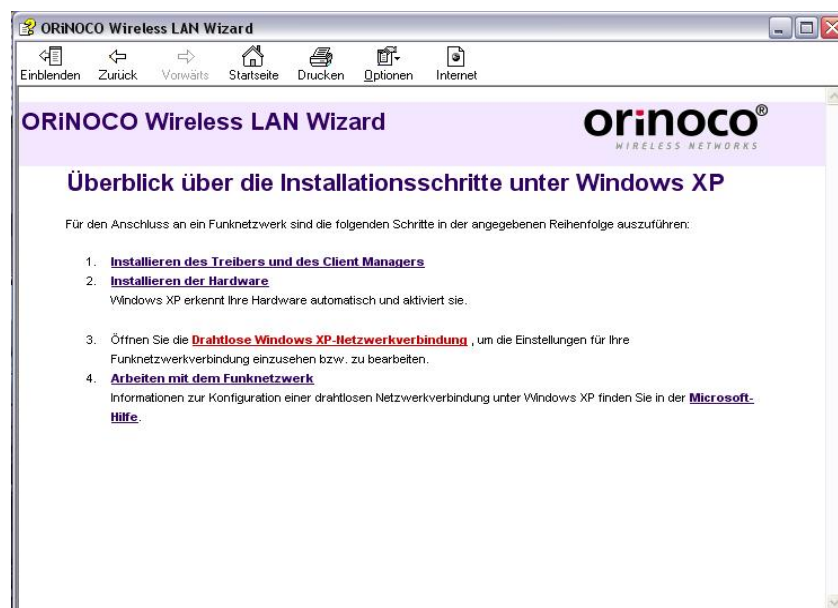 ORiNOCO Wireless LAN Wizard
Einblenden Zurück Vorwärts Startseite Drucken Optionen Internet
ORiNOCO Wireless LAN Wizard
orinoco®
WIRELESS NETWORKS
Überblick über die Installationsschritte unter Windows XP
Für den Anschluss an ein Funknetzwerk sind die folgenden Schritte in der angegebenen Reihenfolge auszuführen:
1. Installieren des Treibers und des Client Managers
2. Installieren der Hardware
Windows XP erkennt Ihre Hardware automatisch und aktiviert sie.
3. Öffnen Sie die Drahtlose Windows XP-Netzwerkverbindung , um die Einstellungen für Ihre
Funknetzwerkverbindung einzusehen bzw. zu bearbeiten.
4. Arbeiten mit dem Funknetzwerk
Informationen zur Konfiguration einer drahtlosen Netzwerkverbindung unter Windows XP finden Sie in der Microsoft-
Hilfe.